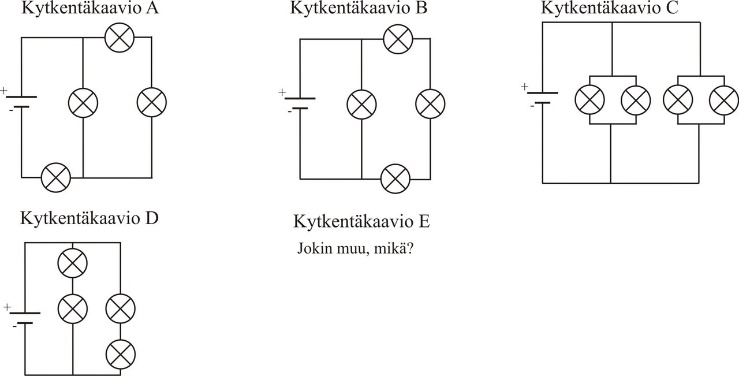 Kytkentäkaavio A
Kytkentäkaavio B
Kytkentäkaavio C
+
-
+
-
+
-
Kytkentäkaavio D
Kytkentäkaavio E
Jokin muu, mikä?
+
-